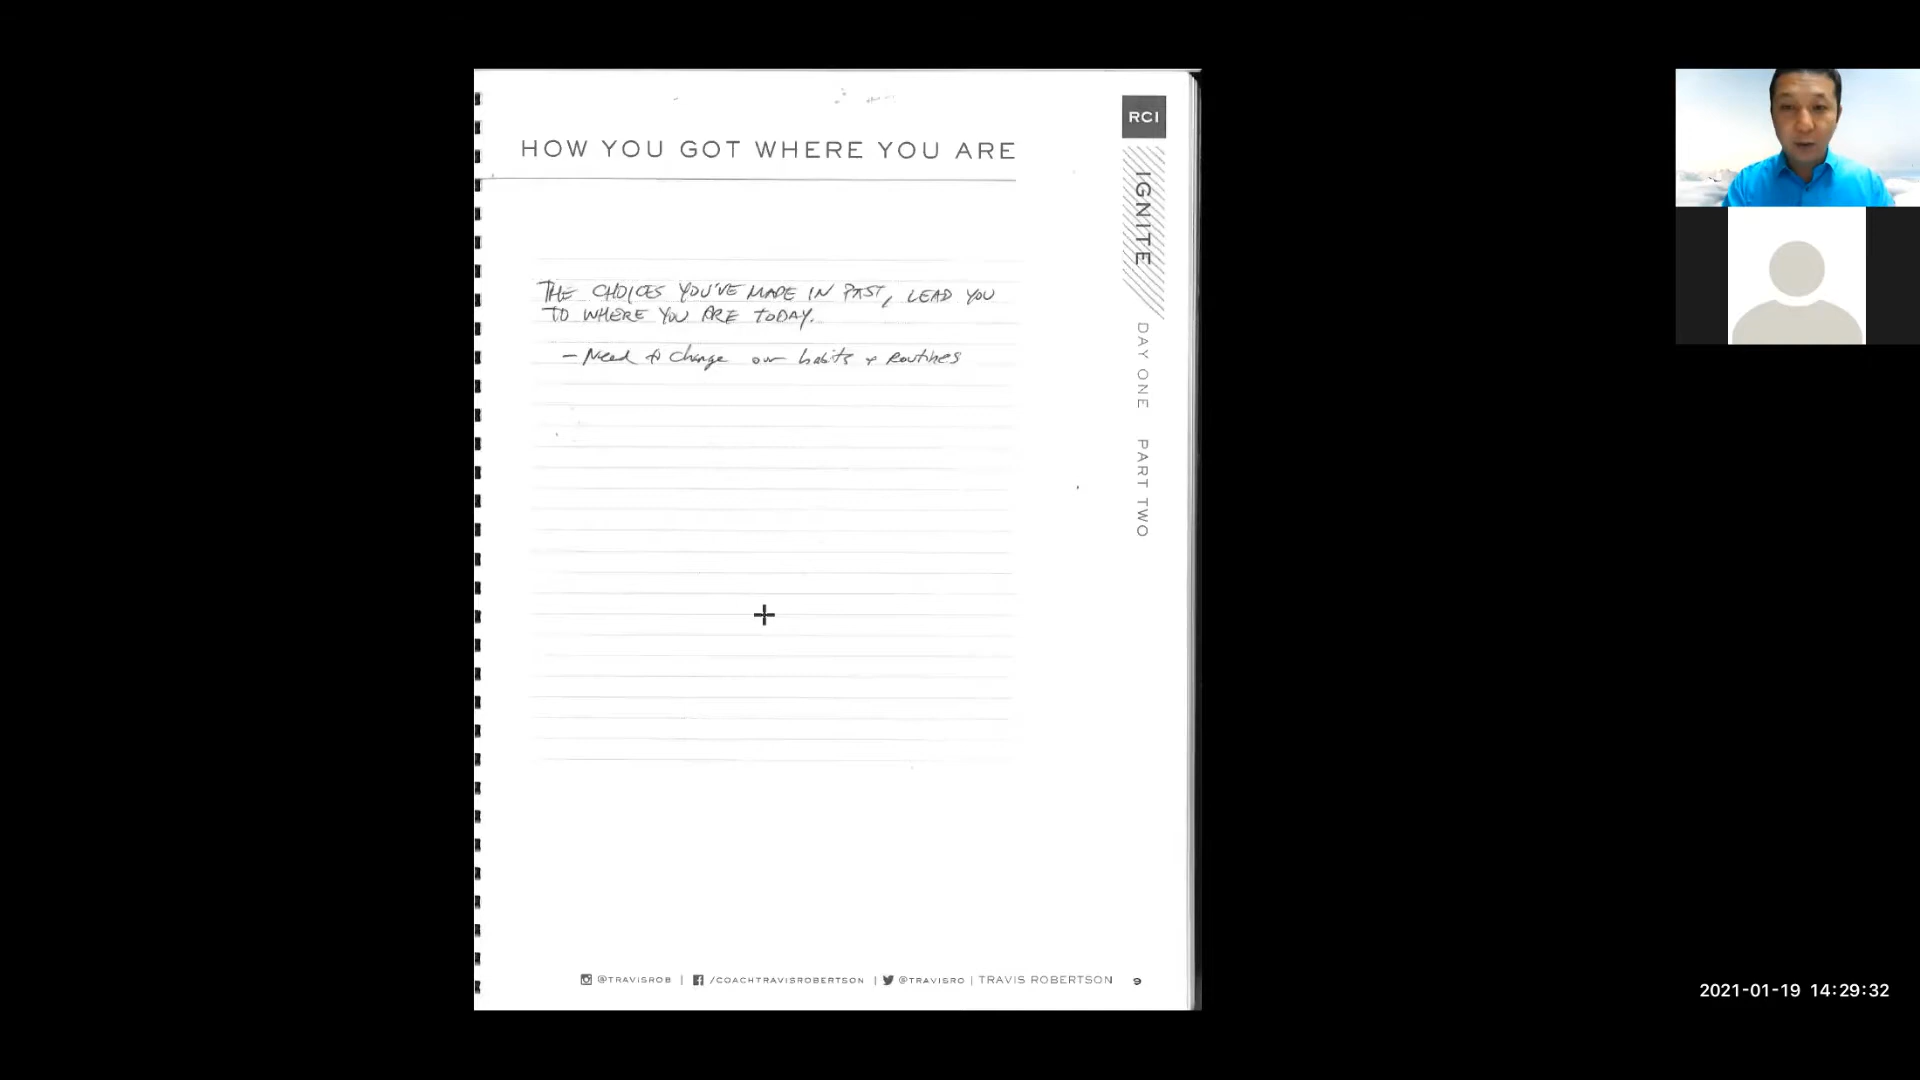 RCI
HOW YOU GOT WHERE YOU ARE
IGNITE
DAY ONE PART TWO
THE CHOICES YOU'VE MADE IN PAST, LEAD YOU
TO WHERE YOU ARE TODAY.
- Need to change our habits + Routines
@TRAVISROB | /COACHTRAVISROBERTSON | @TRAVISRO | TRAVIS ROBERTSON 9
2021-01-19 14:29:32